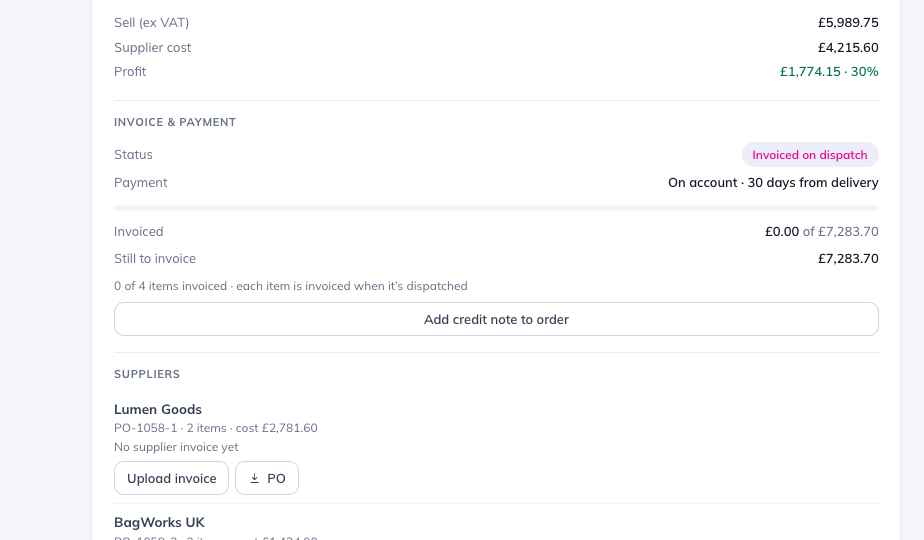 Sell (ex VAT) £5,989.75
Supplier cost £4,215.60
Profit £1,774.15 · 30%
INVOICE & PAYMENT
Status Invoiced on dispatch
Payment On account · 30 days from delivery
Invoiced £0.00 of £7,283.70
Still to invoice £7,283.70
0 of 4 items invoiced · each item is invoiced when it's dispatched
Add credit note to order
SUPPLIERS
Lumen Goods
PO-1058-1 · 2 items · cost £2,781.60
No supplier invoice yet
Upload invoice PO
BagWorks UK